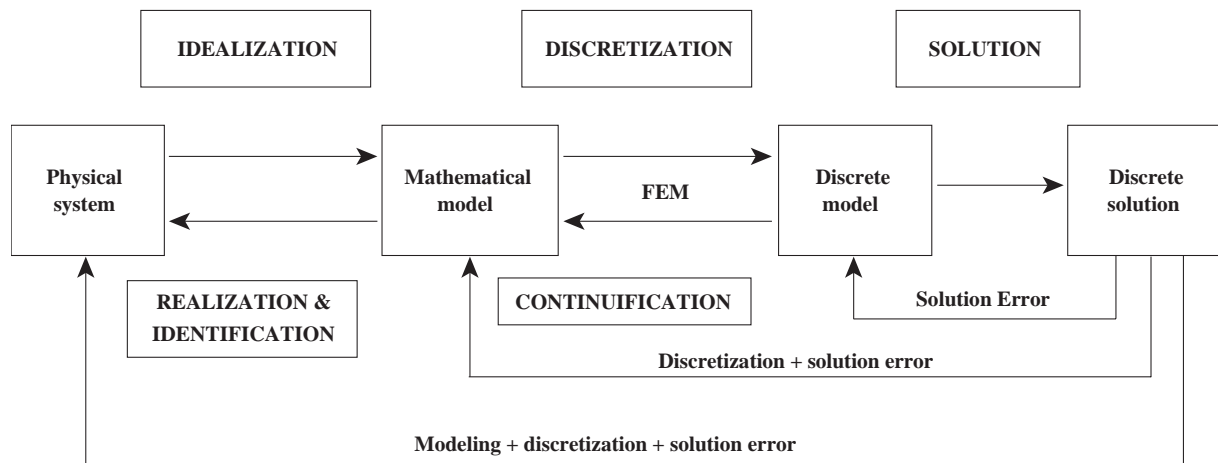 IDEALIZATION
DISCRETIZATION
SOLUTION
Physical
system
Mathematical
model
FEM
Discrete
model
Discrete
solution
REALIZATION &
IDENTIFICATION
CONTINUIFICATION
Solution Error
Discretization + solution error
Modeling + discretization + solution error